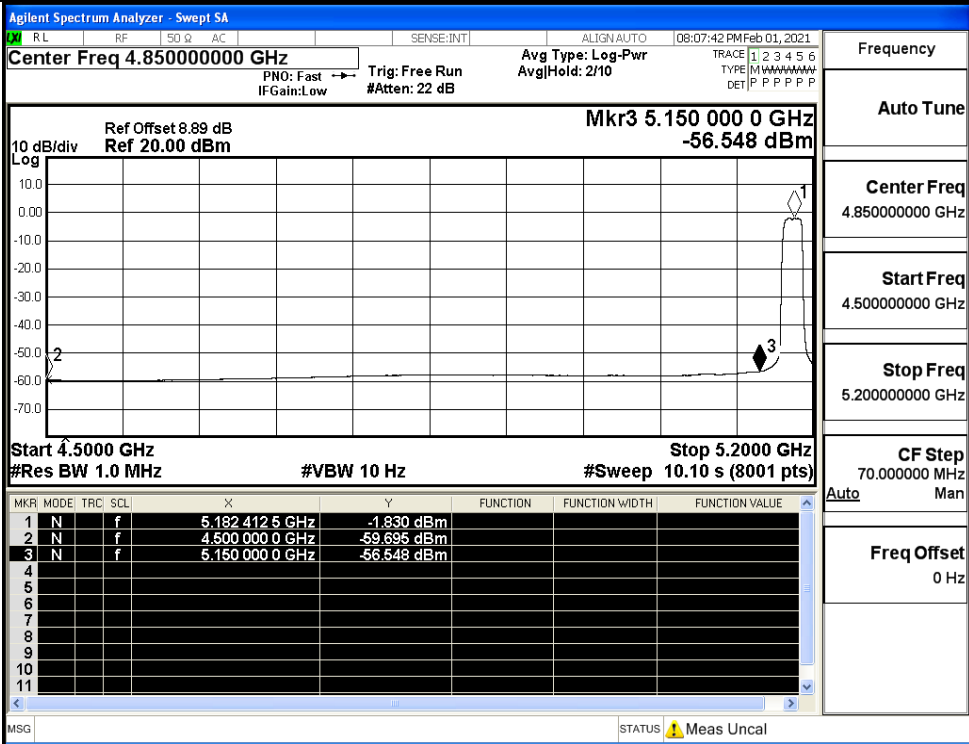 Agilent Spectrum Analyzer - Swept SA
RL RF 50 Ω AC SENSE:INT ALIGN AUTO 08:07:42 PM Feb 01, 2021
Center Freq 4.850000000 GHz
PNO: Fast
IFGain:Low
Trig: Free Run
#Atten: 22 dB
Avg Type: Log-Pwr
Avg|Hold: 2/10
TRACE 1 2 3 4 5 6
TYPE M W W W W W
DET P P P P P P
Ref Offset 8.89 dB
Ref 20.00 dBm
10 dB/div
Log
Mkr3 5.150 000 0 GHz
-56.548 dBm
10.0
0.00
-10.0
-20.0
-30.0
-40.0
-50.0
-60.0
-70.0
1
2
3
Start 4.5000 GHz
Stop 5.2000 GHz
#Res BW 1.0 MHz
#VBW 10 Hz
#Sweep 10.10 s (8001 pts)
MKR MODE TRC SCL X Y FUNCTION FUNCTION WIDTH FUNCTION VALUE
1 N f 5.182 412 5 GHz -1.830 dBm
2 N f 4.500 000 0 GHz -59.695 dBm
3 N f 5.150 000 0 GHz -56.548 dBm
4
5
6
7
8
9
10
11
MSG
STATUS Meas Uncal
Frequency
Auto Tune
Center Freq
4.850000000 GHz
Start Freq
4.500000000 GHz
Stop Freq
5.200000000 GHz
CF Step
70.000000 MHz
Auto Man
Freq Offset
0 Hz